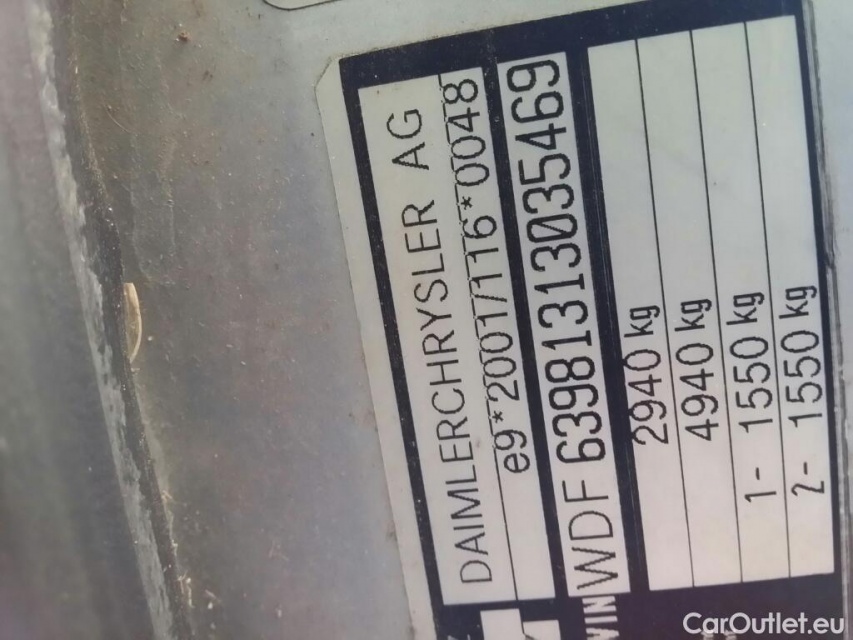 DAIMLERCHRYSLER AG
e9*2001/116*0048
VIN WDF 63981313035469
2940 kg
4940 kg
1- 1550 kg
2- 1550 kg
CarOutlet.eu